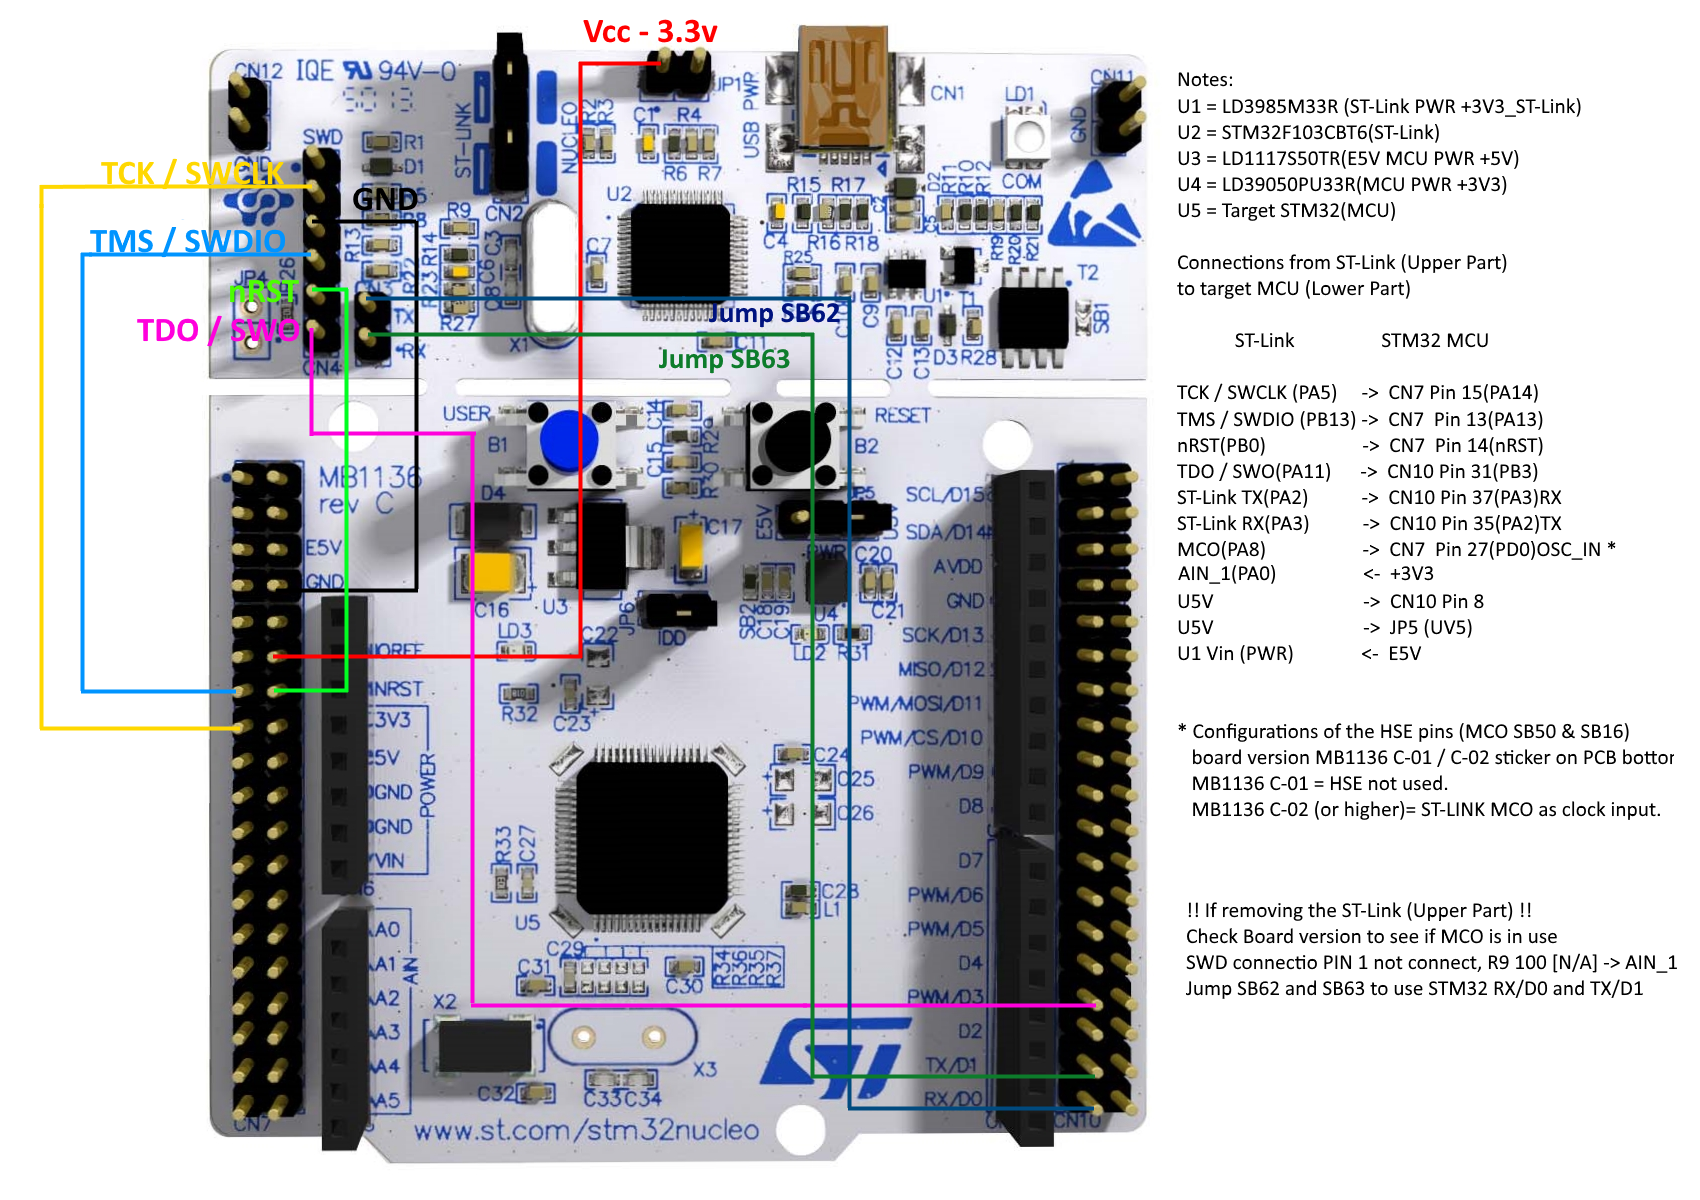 Vcc - 3.3v
CN12
IQE
94V-0
SWD
R1
D1
TCK / SWCLK
GND
TMS / SWDIO
nRST
TDO / SWO
JP4
CN4
R13
R14
R9
C3
R22
R23
R27
TX
RX
X1
ST-LINK
NUCLEO
CN2
R2
R3
C1
R4
R6 R7
JP1
U2
C7
USB PWR
CN1
LD1
COM
CN11
GND
R15 R17
C4 R16 R18
R25
D2
R11
R10
R12
R19
R20
R21
C9
U1
T1
T2
SB1
C12
C13
D3 R28
C11
Jump SB62
Jump SB63
USER
B1
C14
C15
R29
R30
RESET
B2
MB1136
rev C
E5V
GND
IOREF
NRST
3V3
5V
GND
GND
VIN
POWER
D4
C16
U3
C17
JP6
IDD
E5V
JP5
PWR
C20
C21
SB2
C18
C19
U4
LD2 R31
LD3
C22
R32
C23
C24
C25
C26
R33
C27
U5
C28
L1
C29
C31
C30
R34
R36
R35
R37
X2
X3
C32
C33 C34
A0
A1
A2
A3
A4
A5
AIN
SCL/D15
SDA/D14
AVDD
GND
SCK/D13
MISO/D12
PWM/MOSI/D11
PWM/CS/D10
PWM/D9
D8
D7
PWM/D6
PWM/D5
D4
PWM/D3
D2
TX/D1
RX/D0
CN7
CN10
www.st.com/stm32nucleo
Notes:
U1 = LD3985M33R (ST-Link PWR +3V3_ST-Link)
U2 = STM32F103CBT6(ST-Link)
U3 = LD1117S50TR(E5V MCU PWR +5V)
U4 = LD39050PU33R(MCU PWR +3V3)
U5 = Target STM32(MCU)
Connections from ST-Link (Upper Part)
to target MCU (Lower Part)
ST-Link STM32 MCU
TCK / SWCLK (PA5) -> CN7 Pin 15(PA14)
TMS / SWDIO (PB13) -> CN7 Pin 13(PA13)
nRST(PB0) -> CN7 Pin 14(nRST)
TDO / SWO(PA11) -> CN10 Pin 31(PB3)
ST-Link TX(PA2) -> CN10 Pin 37(PA3)RX
ST-Link RX(PA3) -> CN10 Pin 35(PA2)TX
MCO(PA8) -> CN7 Pin 27(PD0)OSC_IN *
AIN_1(PA0) <- +3V3
U5V -> CN10 Pin 8
U5V -> JP5 (UV5)
U1 Vin (PWR) <- E5V
* Configurations of the HSE pins (MCO SB50 & SB16)
board version MB1136 C-01 / C-02 sticker on PCB bottor
MB1136 C-01 = HSE not used.
MB1136 C-02 (or higher)= ST-LINK MCO as clock input.
!! If removing the ST-Link (Upper Part) !!
Check Board version to see if MCO is in use
SWD connectio PIN 1 not connect, R9 100 [N/A] -> AIN_1
Jump SB62 and SB63 to use STM32 RX/D0 and TX/D1